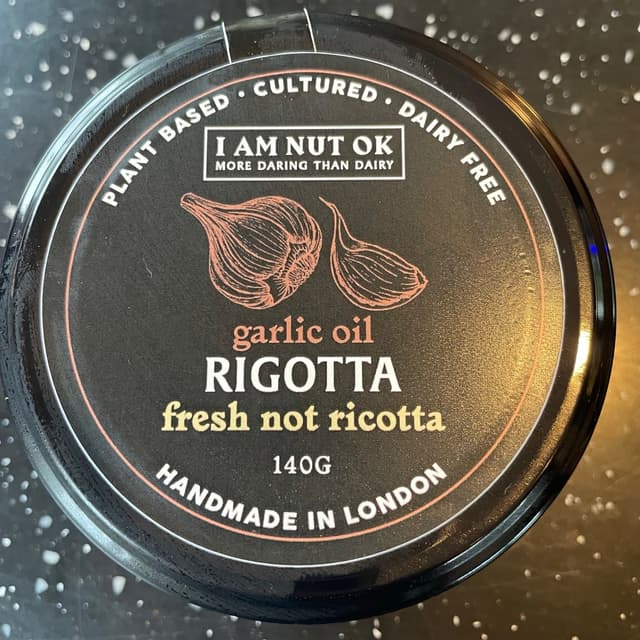 PLANT BASED · CULTURED · DAIRY FREE
I AM NUT OK
MORE DARING THAN DAIRY
garlic oil
RIGOTTA
fresh not ricotta
140G
HANDMADE IN LONDON